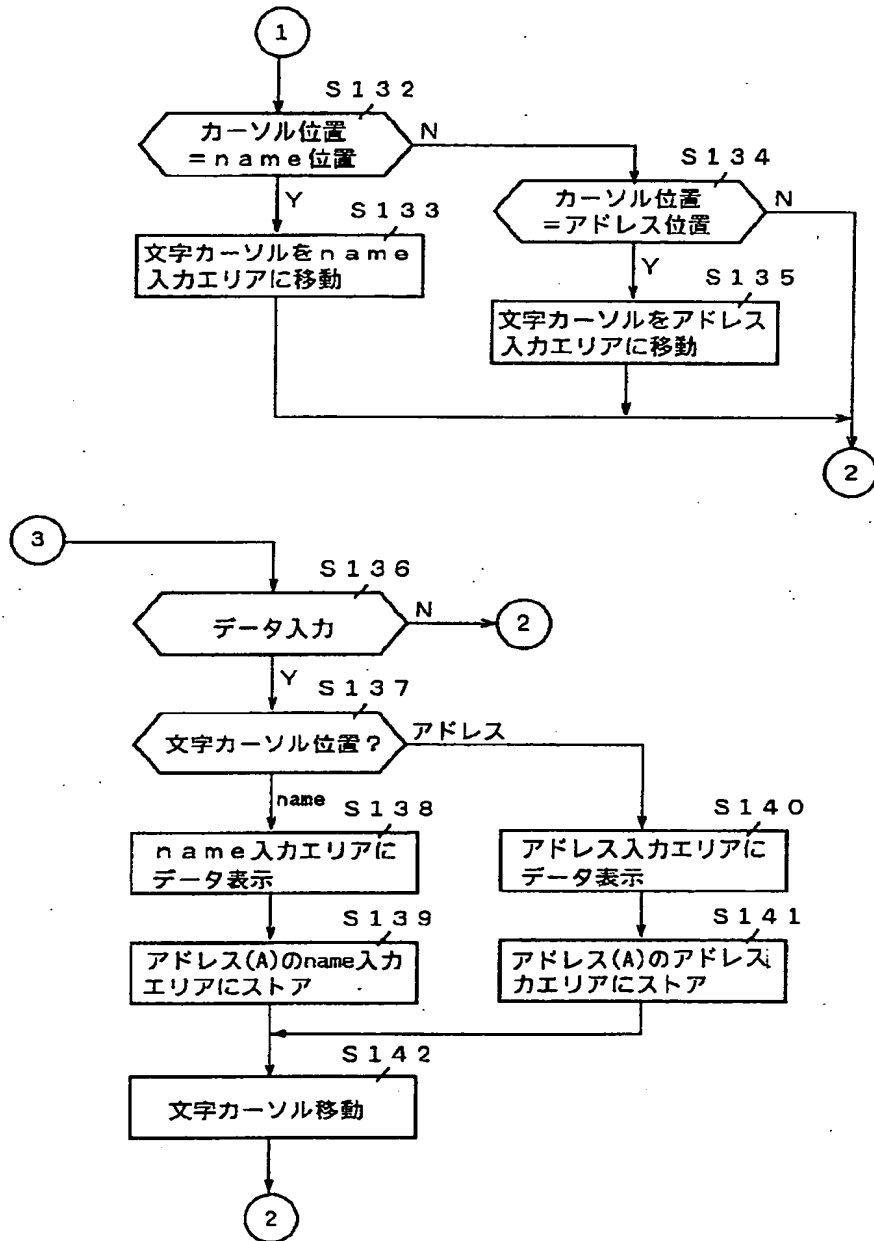 1
S132
カーソル位置
=name位置
N
Y
S134
カーソル位置
=アドレス位置
N
Y
S133
文字カーソルをname
入力エリアに移動
S135
文字カーソルをアドレス
入力エリアに移動
2
3
S136
データ入力
N
2
Y
S137
文字カーソル位置?
アドレス
name
S138
name入力エリアに
データ表示
S140
アドレス入力エリアに
データ表示
S139
アドレス(A)のname入力
エリアにストア
S141
アドレス(A)のアドレス
カエリアにストア
S142
文字カーソル移動
2